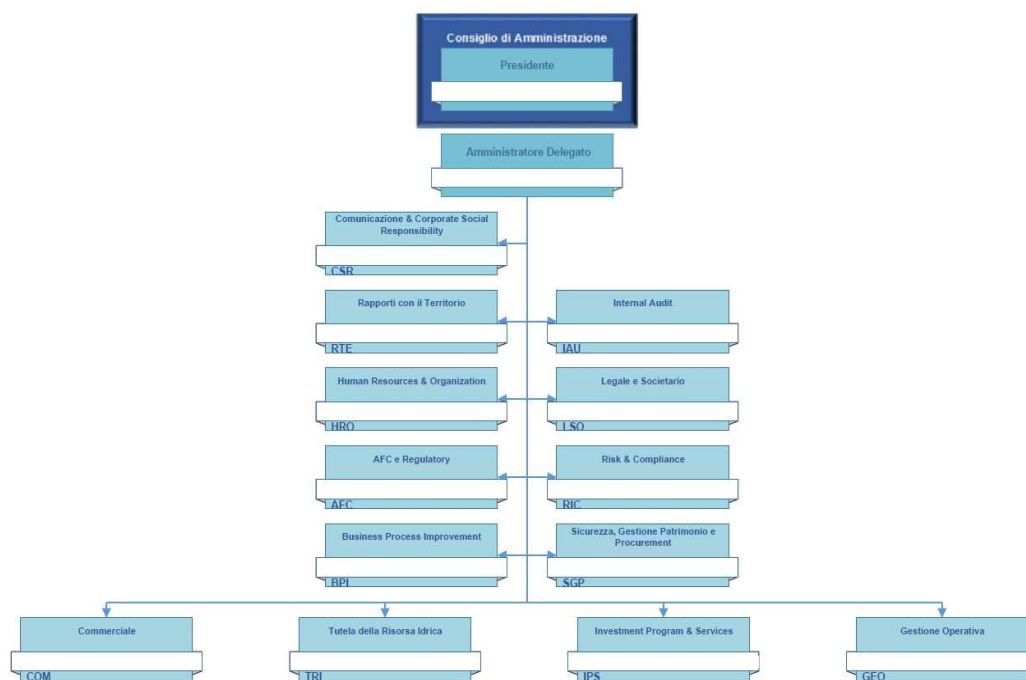 Consiglio di Amministrazione
Presidente
Amministratore Delegato
Comunicazione & Corporate Social
Responsibility
CSR
Rapporti con il Territorio
RTE
Internal Audit
IAU
Human Resources & Organization
HRO
Legale e Societario
LSO
AFC e Regulatory
AFC
Risk & Compliance
RIC
Business Process Improvement
BPI
Sicurezza, Gestione Patrimonio e
Procurement
SGP
Commerciale
COM
Tutela della Risorsa Idrica
TRI
Investment Program & Services
IPS
Gestione Operativa
GEO